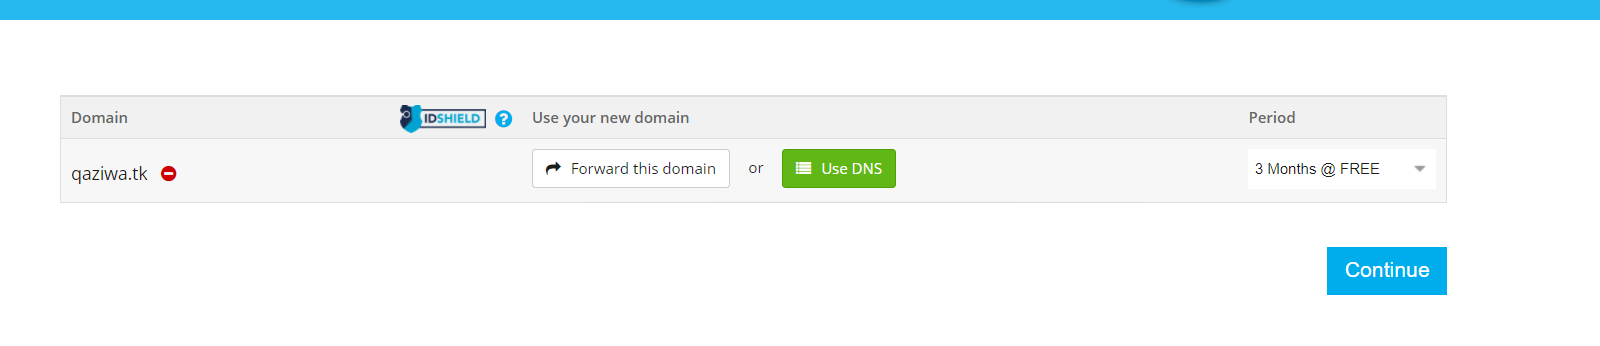 Domain IDSHIELD ? Use your new domain Period
qaziwa.tk Forward this domain or Use DNS 3 Months @ FREE
Continue